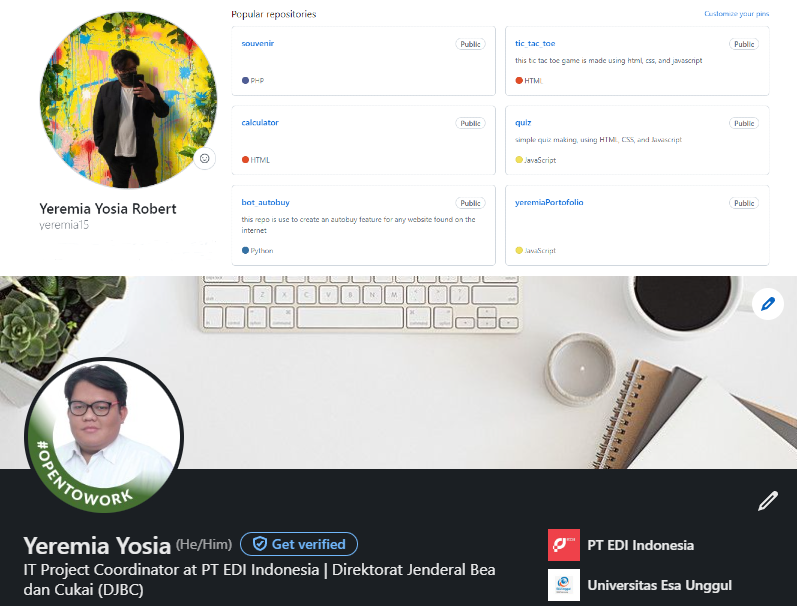 Popular repositories
Customize your pins
souvenir
Public
PHP
tic_tac_toe
Public
this tic tac toe game is made using html, css, and javascript
HTML
calculator
Public
HTML
quiz
Public
simple quiz making, using HTML, CSS, and Javascript
JavaScript
bot_autobuy
Public
this repo is use to create an autobuy feature for any website found on the
internet
Python
yeremiaPortofolio
Public
JavaScript
Yeremia Yosia Robert
yeremia15
#OPENTOWORK
Yeremia Yosia (He/Him) Get verified
IT Project Coordinator at PT EDI Indonesia | Direktorat Jenderal Bea
dan Cukai (DJBC)
PT EDI Indonesia
Universitas Esa Unggul